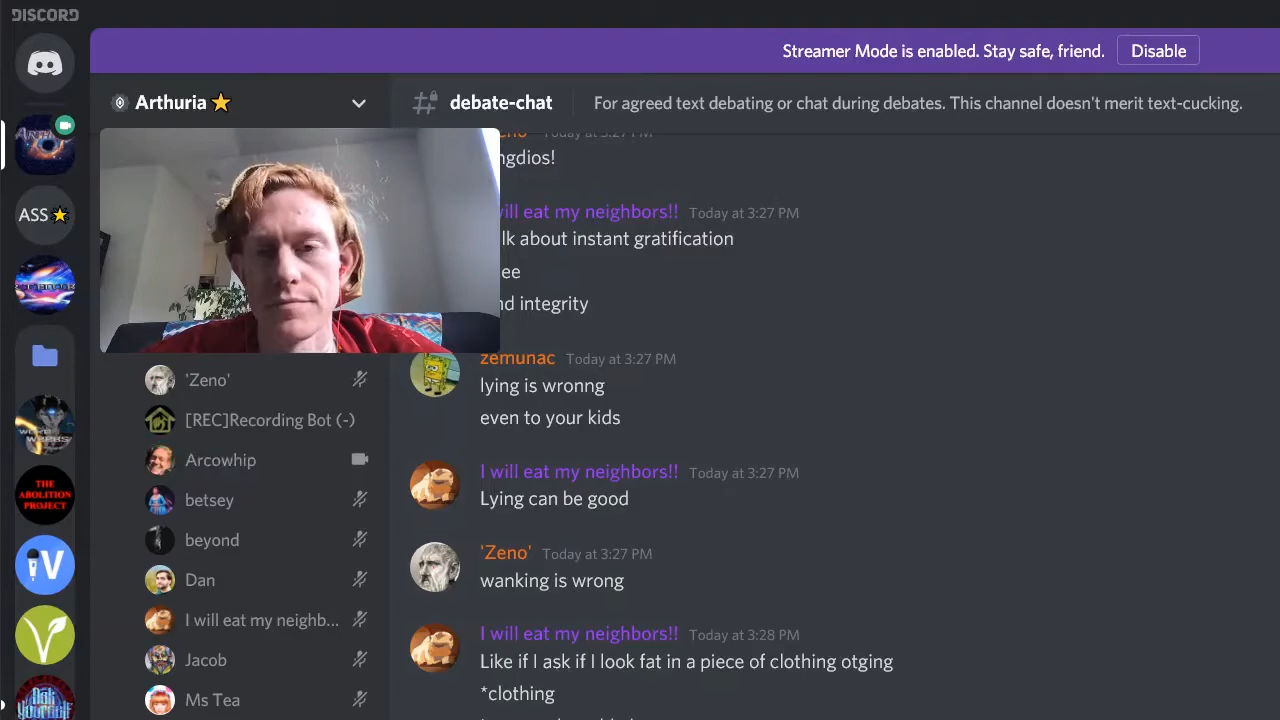 DISCORD
Streamer Mode is enabled. Stay safe, friend.
Disable
Arthuria
debate-chat
For agreed text debating or chat during debates. This channel doesn't merit text-cucking.
ASS
THE
ABOLITION
PROJECT
V
'Zeno'
[REC]Recording Bot (-)
Arcowhip
betsey
beyond
Dan
I will eat my neighb...
Jacob
Ms Tea
Today at 3:27 PM
ngdios!
will eat my neighbors!! Today at 3:27 PM
lk about instant gratification
ee
nd integrity
zemunac Today at 3:27 PM
lying is wronng
even to your kids
I will eat my neighbors!! Today at 3:27 PM
Lying can be good
'Zeno' Today at 3:27 PM
wanking is wrong
I will eat my neighbors!! Today at 3:28 PM
Like if I ask if I look fat in a piece of clothing otging
*clothing